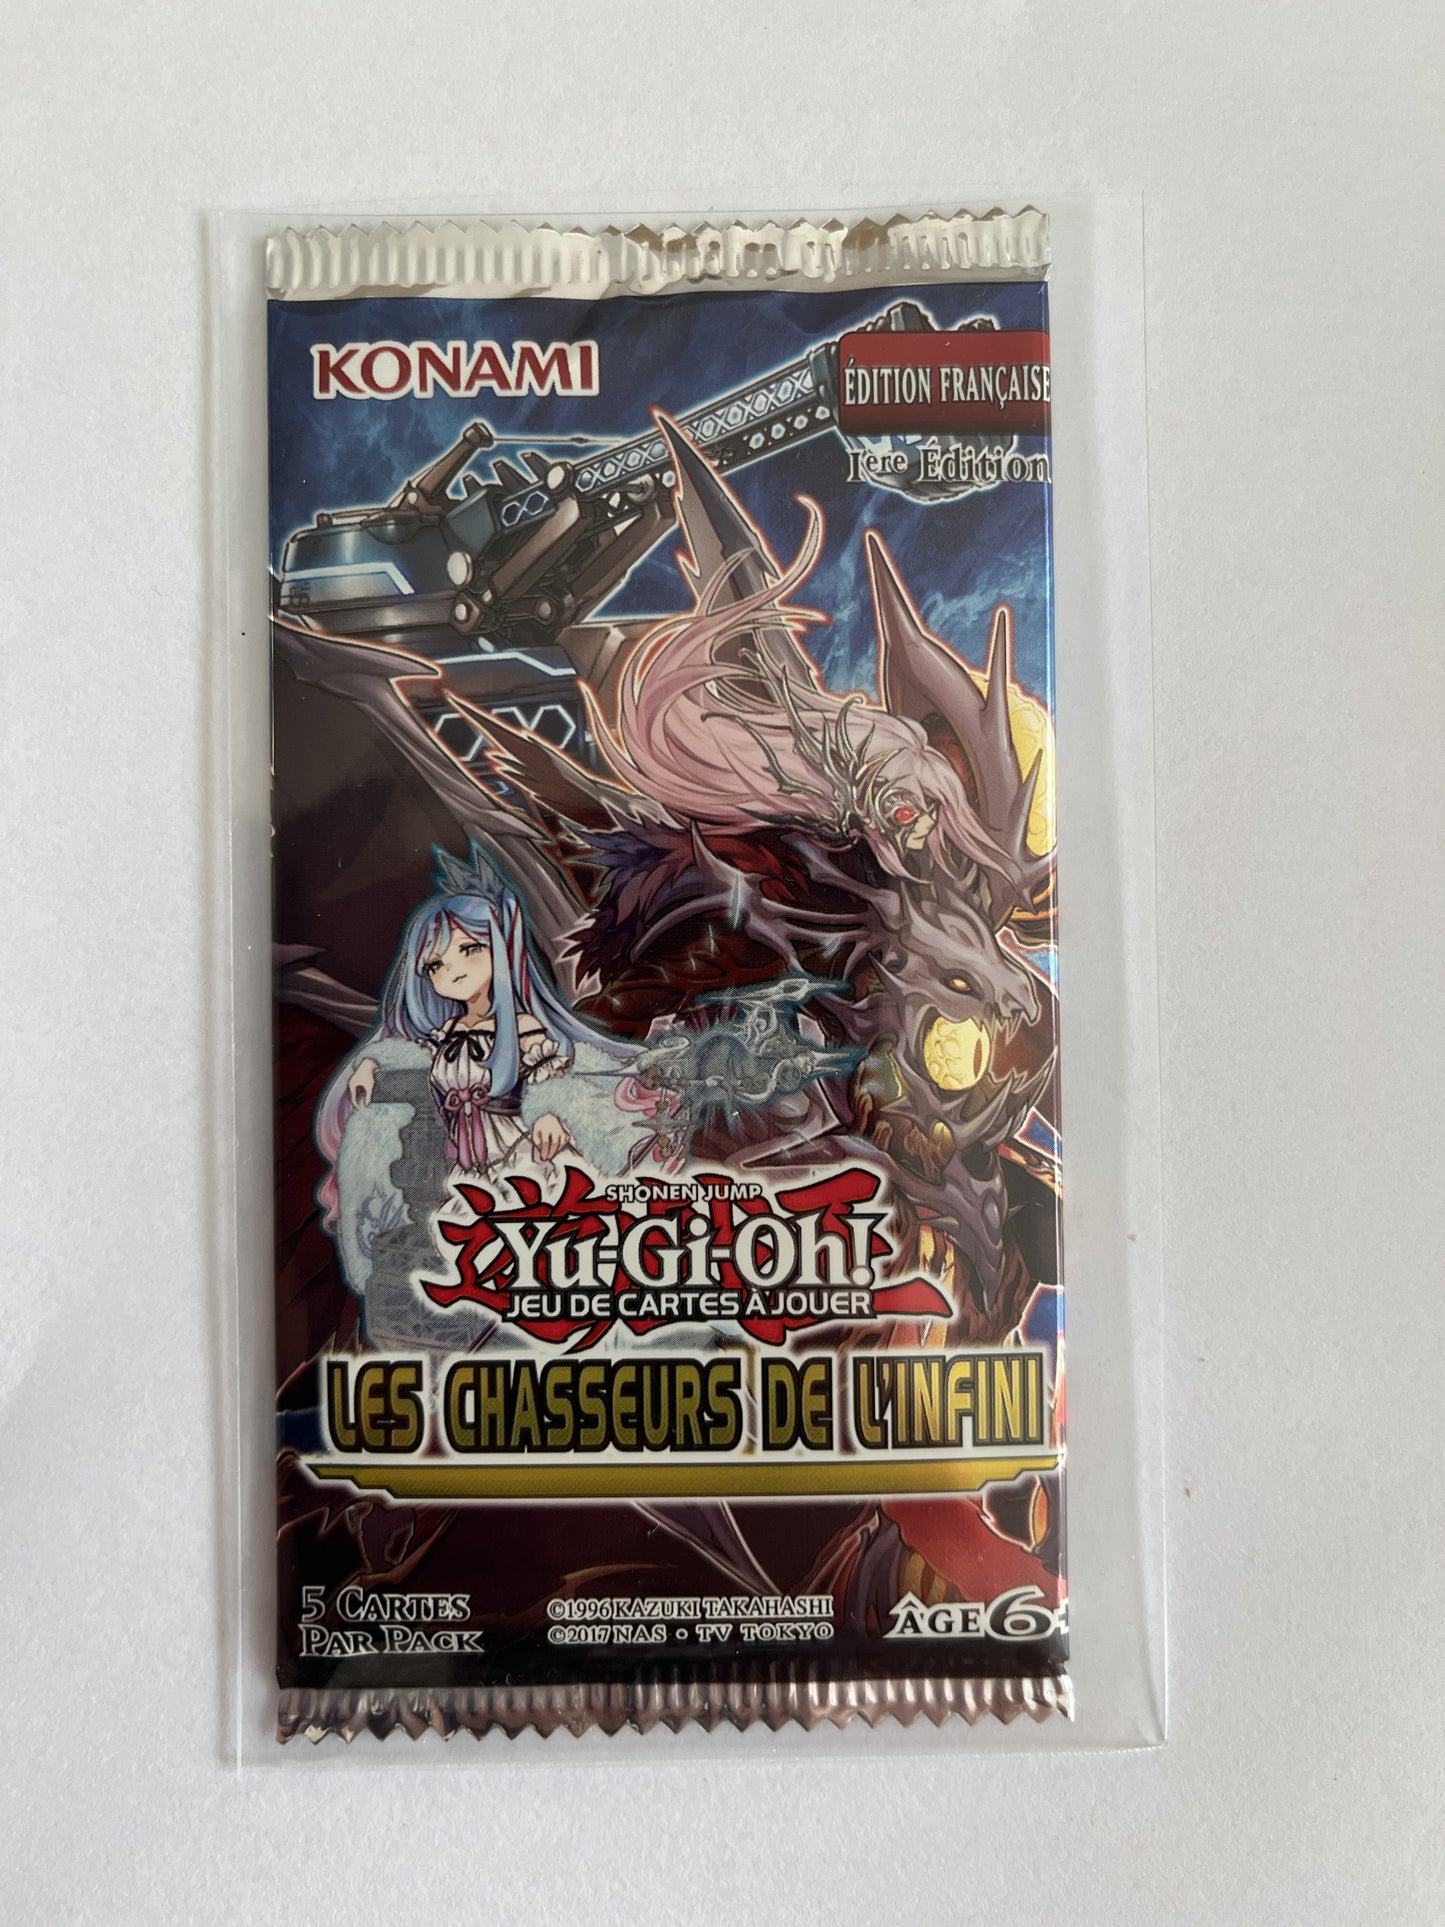 KONAMI
ÉDITION FRANÇAISE
1ère Édition
SHONEN JUMP
Yu-Gi-Oh!
JEU DE CARTES À JOUER
LES CHASSEURS DE L'INFINI
5 CARTES
PAR PACK
©1996 KAZUKI TAKAHASHI
©2017 NAS • TV TOKYO
ÂGE 6+